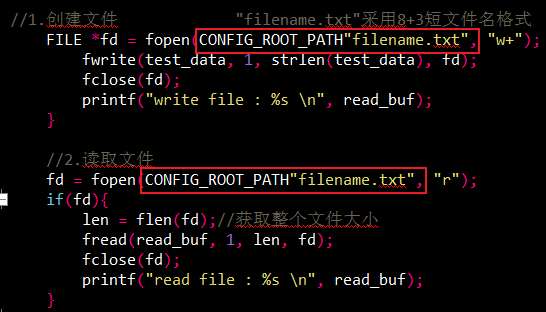 //1.创建文件 "filename.txt"采用8+3短文件名格式
FILE *fd = fopen(CONFIG_ROOT_PATH"filename.txt", "w+");
fwrite(test_data, 1, strlen(test_data), fd);
fclose(fd);
printf("write file : %s \n", read_buf);
}
//2.读取文件
fd = fopen(CONFIG_ROOT_PATH"filename.txt", "r");
if(fd){
len = flen(fd);//获取整个文件大小
fread(read_buf, 1, len, fd);
fclose(fd);
printf("read file : %s \n", read_buf);
}